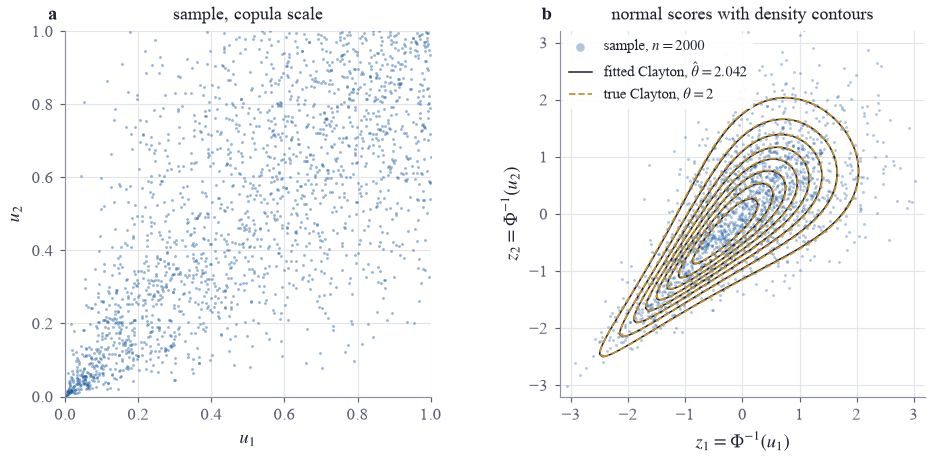 a
sample, copula scale
1.0
0.8
0.6
0.4
0.2
0.0
u₂
0.0 0.2 0.4 0.6 0.8 1.0
u₁
b
normal scores with density contours
sample, n = 2000
fitted Clayton, θ̂ = 2.042
true Clayton, θ = 2
3
2
1
0
−1
−2
−3
z₂ = Φ⁻¹(u₂)
−3 −2 −1 0 1 2 3
z₁ = Φ⁻¹(u₁)